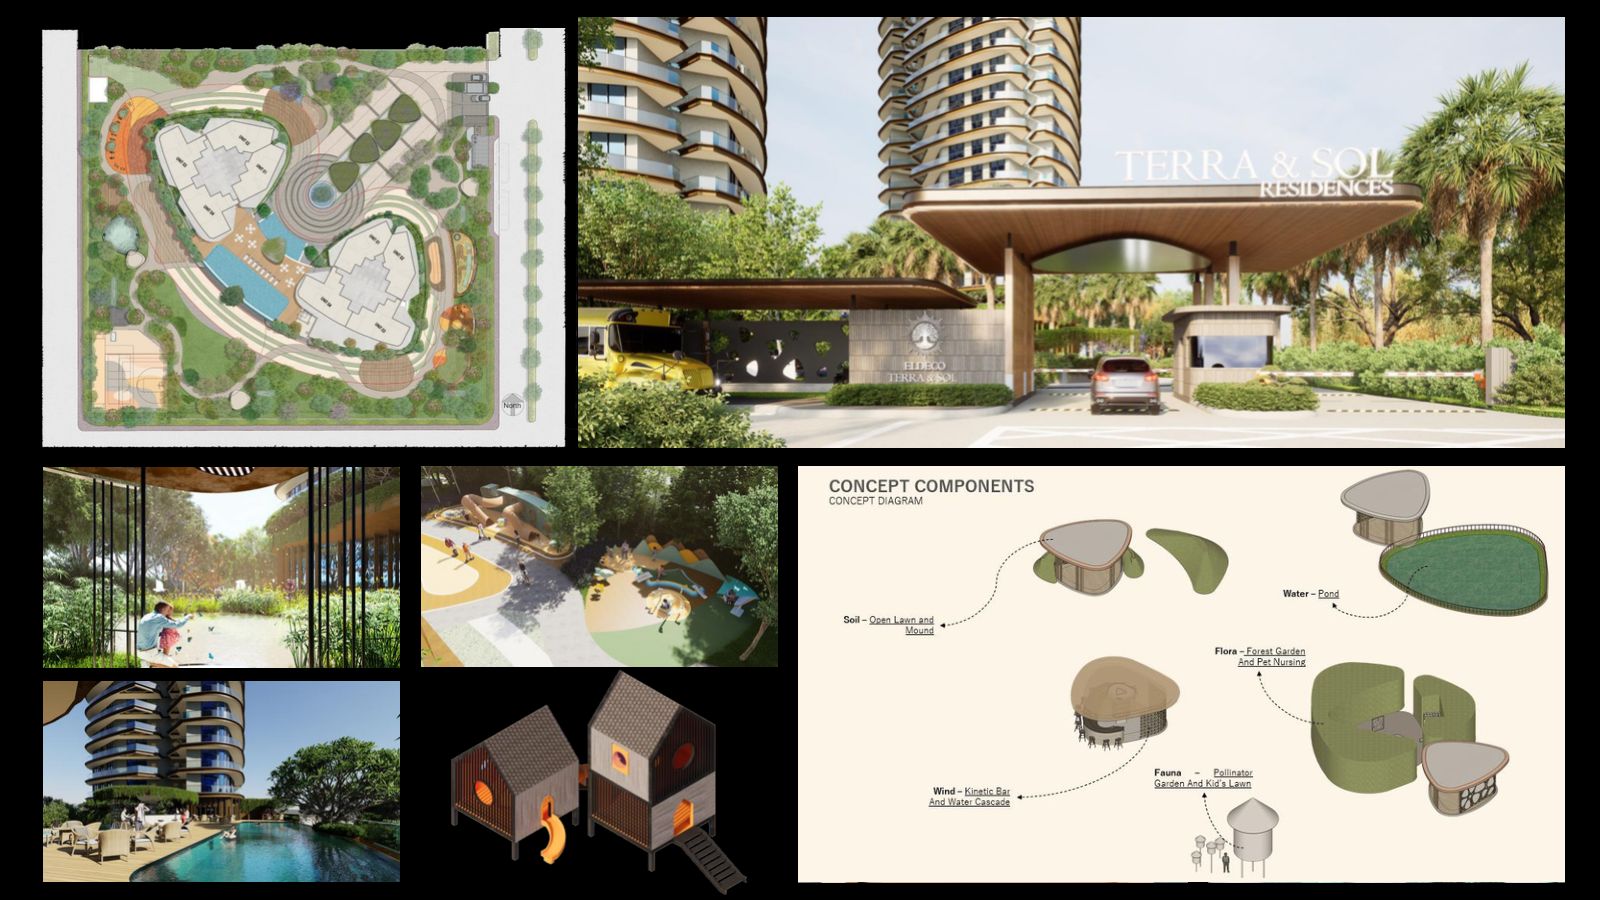 North
TERRA & SOL
RESIDENCES
ELDECO
TERRA & SOL
CONCEPT COMPONENTS
CONCEPT DIAGRAM
Soil – Open Lawn and
Mound
Water – Pond
Flora – Forest Garden
And Pet Nursing
Wind – Kinetic Bar
And Water Cascade
Fauna – Pollinator
Garden And Kid's Lawn